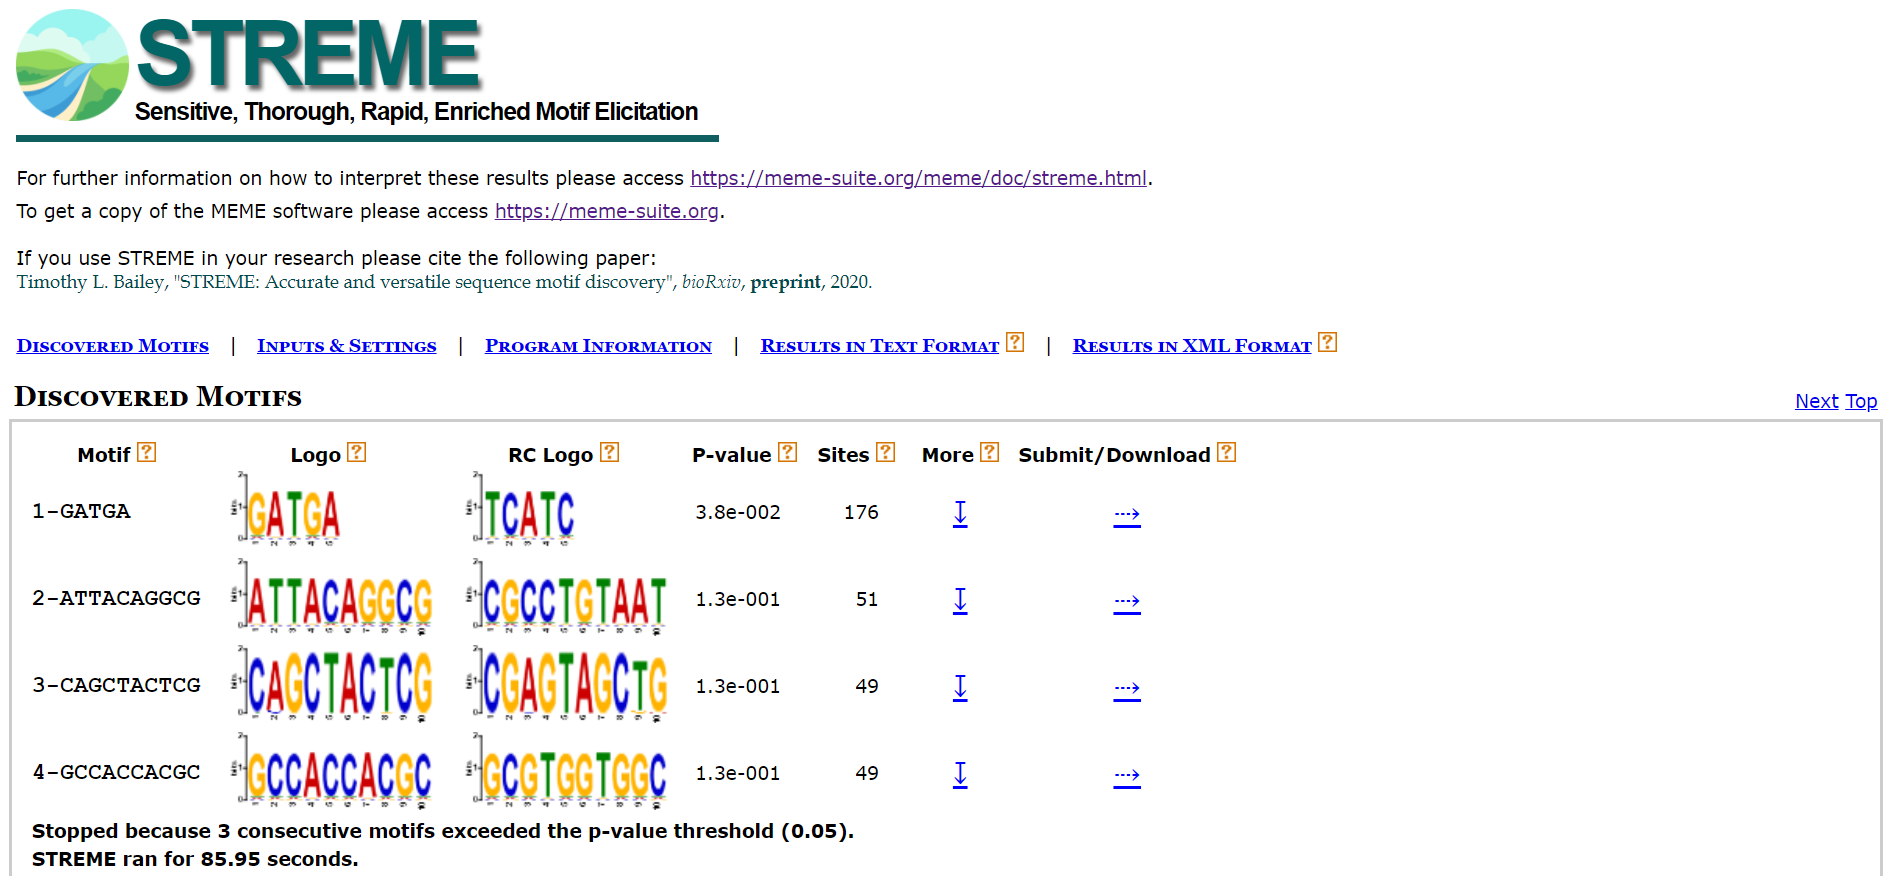 STREME
Sensitive, Thorough, Rapid, Enriched Motif Elicitation
For further information on how to interpret these results please access https://meme-suite.org/meme/doc/streme.html.
To get a copy of the MEME software please access https://meme-suite.org.
If you use STREME in your research please cite the following paper:
Timothy L. Bailey, "STREME: Accurate and versatile sequence motif discovery", bioRxiv, preprint, 2020.
Discovered Motifs | Inputs & Settings | Program Information | Results in Text Format ? | Results in XML Format ?
Discovered Motifs
Next Top
Motif ? Logo ? RC Logo ? P-value ? Sites ? More ? Submit/Download ?
1-GATGA GATGA TCATC 3.8e-002 176 ↧ ⇢
2-ATTACAGGCG ATTACAGGCG CGCCTGTAAT 1.3e-001 51 ↧ ⇢
3-CAGCTACTCG CAGCTACTCG CGAGTAGCTG 1.3e-001 49 ↧ ⇢
4-GCCACCACGC GCCACCACGC GCGTGGTGGC 1.3e-001 49 ↧ ⇢
Stopped because 3 consecutive motifs exceeded the p-value threshold (0.05).
STREME ran for 85.95 seconds.